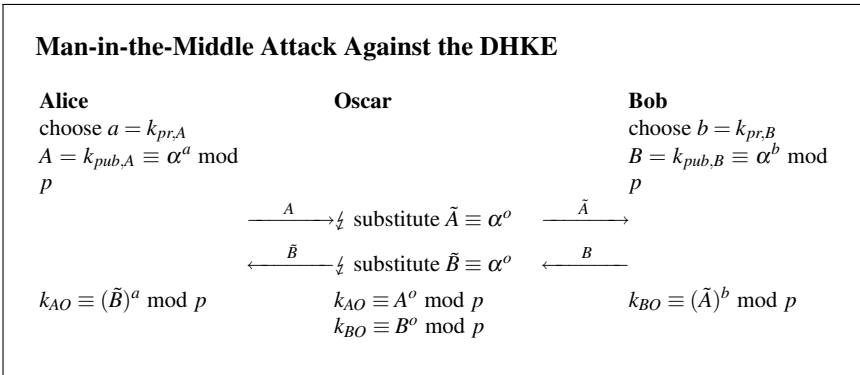 Man-in-the-Middle Attack Against the DHKE
Alice Oscar Bob
choose a = k_{pr,A} choose b = k_{pr,B}
A = k_{pub,A} ≡ α^a mod B = k_{pub,B} ≡ α^b mod
p p
A Ã
↯ substitute Ã ≡ α^o
B̃ B
↯ substitute B̃ ≡ α^o
k_{AO} ≡ (B̃)^a mod p k_{AO} ≡ A^o mod p k_{BO} ≡ (Ã)^b mod p
k_{BO} ≡ B^o mod p